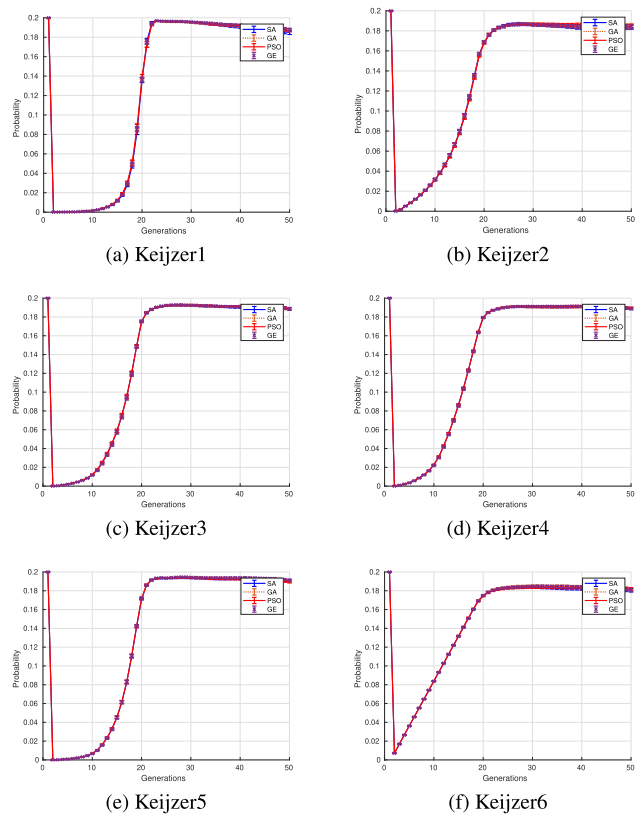 0.2
0.18
0.16
0.14
0.12
0.1
0.08
0.06
0.04
0.02
0
Probability
0 10 20 30 40 50
Generations
SA
GA
PSO
GE
(a) Keijzer1
0.2
0.18
0.16
0.14
0.12
0.1
0.08
0.06
0.04
0.02
0
Probability
0 10 20 30 40 50
Generations
SA
GA
PSO
GE
(b) Keijzer2
0.2
0.18
0.16
0.14
0.12
0.1
0.08
0.06
0.04
0.02
0
Probability
0 10 20 30 40 50
Generations
SA
GA
PSO
GE
(c) Keijzer3
0.2
0.18
0.16
0.14
0.12
0.1
0.08
0.06
0.04
0.02
0
Probability
0 10 20 30 40 50
Generations
SA
GA
PSO
GE
(d) Keijzer4
0.2
0.18
0.16
0.14
0.12
0.1
0.08
0.06
0.04
0.02
0
Probability
0 10 20 30 40 50
Generations
SA
GA
PSO
GE
(e) Keijzer5
0.2
0.18
0.16
0.14
0.12
0.1
0.08
0.06
0.04
0.02
0
Probability
0 10 20 30 40 50
Generations
SA
GA
PSO
GE
(f) Keijzer6